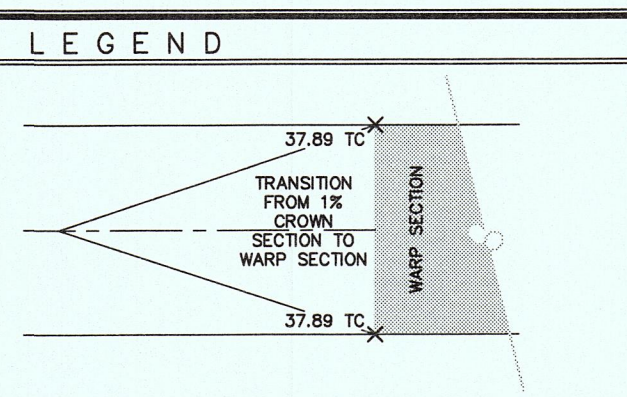 LEGEND
37.89 TC
TRANSITION
FROM 1%
CROWN
SECTION TO
WARP SECTION
WARP SECTION
37.89 TC